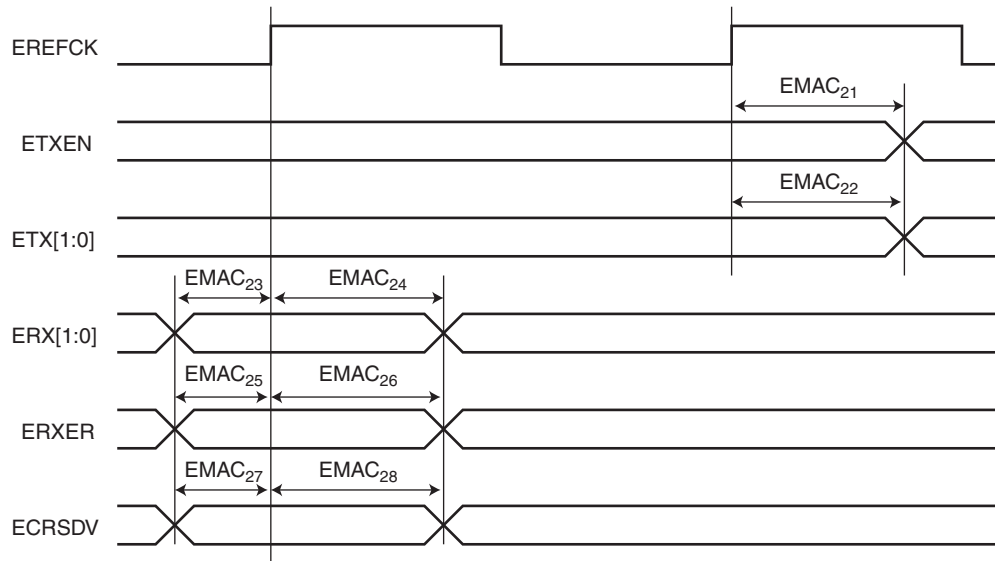 EREFCK
EMAC21
ETXEN
EMAC22
ETX[1:0]
EMAC23 EMAC24
ERX[1:0]
EMAC25 EMAC26
ERXER
EMAC27 EMAC28
ECRSDV